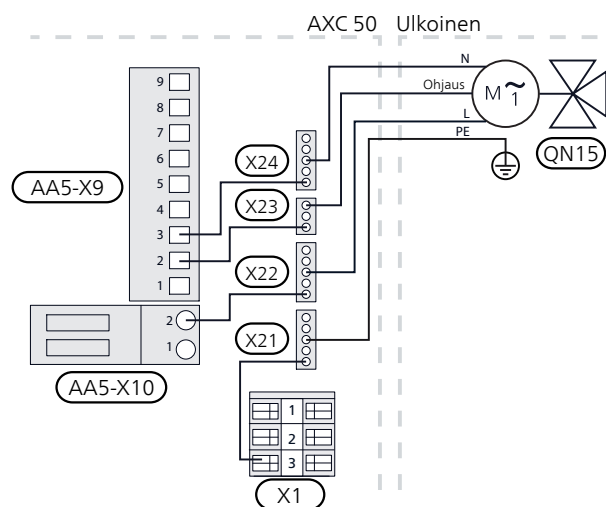 AXC 50 Ulkoinen
N
Ohjaus
L
PE
M ~ 1
QN15
9
8
7
6
5
4
3
2
1
AA5-X9
X24
X23
X22
X21
2
1
AA5-X10
1
2
3
X1